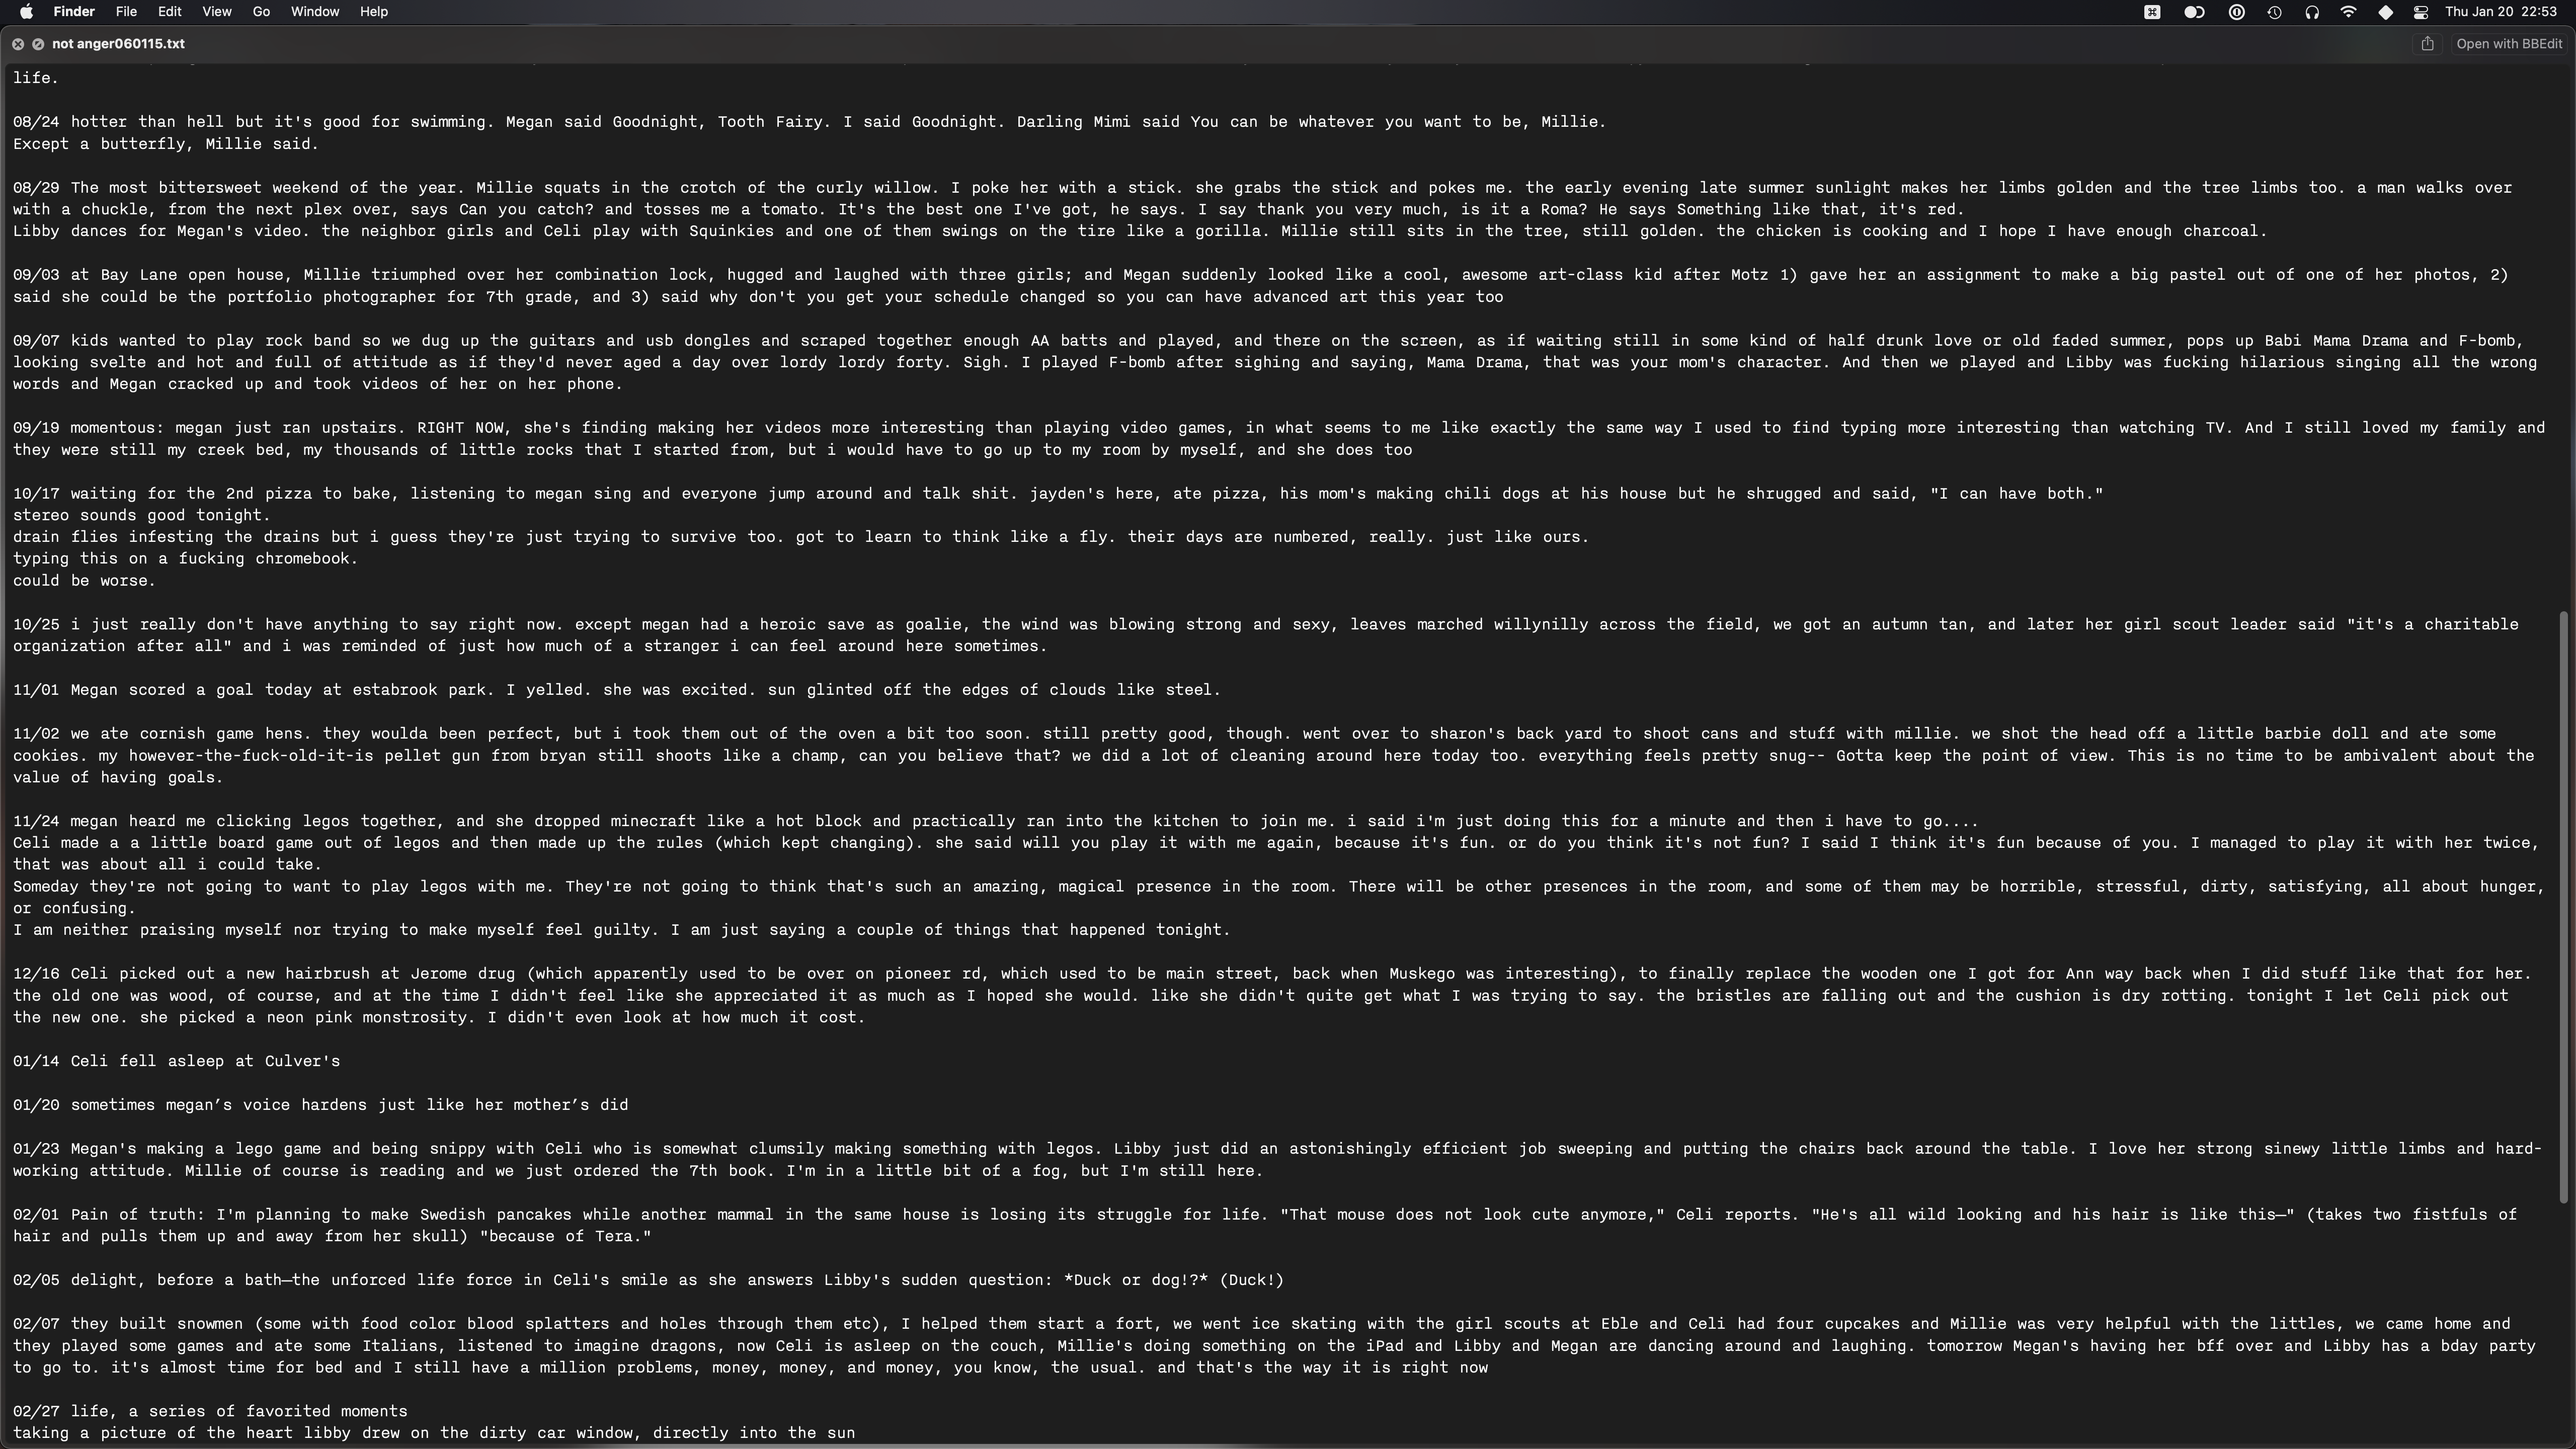 Finder File Edit View Go Window Help Thu Jan 20 22:53
not anger060115.txt Open with BBEdit
life.
08/24 hotter than hell but it's good for swimming. Megan said Goodnight, Tooth Fairy. I said Goodnight. Darling Mimi said You can be whatever you want to be, Millie.
Except a butterfly, Millie said.
08/29 The most bittersweet weekend of the year. Millie squats in the crotch of the curly willow. I poke her with a stick. she grabs the stick and pokes me. the early evening late summer sunlight makes her limbs golden and the tree limbs too. a man walks over
with a chuckle, from the next plex over, says Can you catch? and tosses me a tomato. It's the best one I've got, he says. I say thank you very much, is it a Roma? He says Something like that, it's red.
Libby dances for Megan's video. the neighbor girls and Celi play with Squinkies and one of them swings on the tire like a gorilla. Millie still sits in the tree, still golden. the chicken is cooking and I hope I have enough charcoal.
09/03 at Bay Lane open house, Millie triumphed over her combination lock, hugged and laughed with three girls; and Megan suddenly looked like a cool, awesome art-class kid after Motz 1) gave her an assignment to make a big pastel out of one of her photos, 2)
said she could be the portfolio photographer for 7th grade, and 3) said why don't you get your schedule changed so you can have advanced art this year too
09/07 kids wanted to play rock band so we dug up the guitars and usb dongles and scraped together enough AA batts and played, and there on the screen, as if waiting still in some kind of half drunk love or old faded summer, pops up Babi Mama Drama and F-bomb,
looking svelte and hot and full of attitude as if they'd never aged a day over lordy lordy forty. Sigh. I played F-bomb after sighing and saying, Mama Drama, that was your mom's character. And then we played and Libby was fucking hilarious singing all the wrong
words and Megan cracked up and took videos of her on her phone.
09/19 momentous: megan just ran upstairs. RIGHT NOW, she's finding making her videos more interesting than playing video games, in what seems to me like exactly the same way I used to find typing more interesting than watching TV. And I still loved my family and
they were still my creek bed, my thousands of little rocks that I started from, but i would have to go up to my room by myself, and she does too
10/17 waiting for the 2nd pizza to bake, listening to megan sing and everyone jump around and talk shit. jayden's here, ate pizza, his mom's making chili dogs at his house but he shrugged and said, "I can have both."
stereo sounds good tonight.
drain flies infesting the drains but i guess they're just trying to survive too. got to learn to think like a fly. their days are numbered, really. just like ours.
typing this on a fucking chromebook.
could be worse.
10/25 i just really don't have anything to say right now. except megan had a heroic save as goalie, the wind was blowing strong and sexy, leaves marched willynilly across the field, we got an autumn tan, and later her girl scout leader said "it's a charitable
organization after all" and i was reminded of just how much of a stranger i can feel around here sometimes.
11/01 Megan scored a goal today at estabrook park. I yelled. she was excited. sun glinted off the edges of clouds like steel.
11/02 we ate cornish game hens. they woulda been perfect, but i took them out of the oven a bit too soon. still pretty good, though. went over to sharon's back yard to shoot cans and stuff with millie. we shot the head off a little barbie doll and ate some
cookies. my however-the-fuck-old-it-is pellet gun from bryan still shoots like a champ, can you believe that? we did a lot of cleaning around here today too. everything feels pretty snug-- Gotta keep the point of view. This is no time to be ambivalent about the
value of having goals.
11/24 megan heard me clicking legos together, and she dropped minecraft like a hot block and practically ran into the kitchen to join me. i said i'm just doing this for a minute and then i have to go....
Celi made a a little board game out of legos and then made up the rules (which kept changing). she said will you play it with me again, because it's fun. or do you think it's not fun? I said I think it's fun because of you. I managed to play it with her twice,
that was about all i could take.
Someday they're not going to want to play legos with me. They're not going to think that's such an amazing, magical presence in the room. There will be other presences in the room, and some of them may be horrible, stressful, dirty, satisfying, all about hunger,
or confusing.
I am neither praising myself nor trying to make myself feel guilty. I am just saying a couple of things that happened tonight.
12/16 Celi picked out a new hairbrush at Jerome drug (which apparently used to be over on pioneer rd, which used to be main street, back when Muskego was interesting), to finally replace the wooden one I got for Ann way back when I did stuff like that for her.
the old one was wood, of course, and at the time I didn't feel like she appreciated it as much as I hoped she would. like she didn't quite get what I was trying to say. the bristles are falling out and the cushion is dry rotting. tonight I let Celi pick out
the new one. she picked a neon pink monstrosity. I didn't even look at how much it cost.
01/14 Celi fell asleep at Culver's
01/20 sometimes megan’s voice hardens just like her mother’s did
01/23 Megan's making a lego game and being snippy with Celi who is somewhat clumsily making something with legos. Libby just did an astonishingly efficient job sweeping and putting the chairs back around the table. I love her strong sinewy little limbs and hard-
working attitude. Millie of course is reading and we just ordered the 7th book. I'm in a little bit of a fog, but I'm still here.
02/01 Pain of truth: I'm planning to make Swedish pancakes while another mammal in the same house is losing its struggle for life. "That mouse does not look cute anymore," Celi reports. "He's all wild looking and his hair is like this—" (takes two fistfuls of
hair and pulls them up and away from her skull) "because of Tera."
02/05 delight, before a bath—the unforced life force in Celi's smile as she answers Libby's sudden question: *Duck or dog!?* (Duck!)
02/07 they built snowmen (some with food color blood splatters and holes through them etc), I helped them start a fort, we went ice skating with the girl scouts at Eble and Celi had four cupcakes and Millie was very helpful with the littles, we came home and
they played some games and ate some Italians, listened to imagine dragons, now Celi is asleep on the couch, Millie's doing something on the iPad and Libby and Megan are dancing around and laughing. tomorrow Megan's having her bff over and Libby has a bday party
to go to. it's almost time for bed and I still have a million problems, money, money, and money, you know, the usual. and that's the way it is right now
02/27 life, a series of favorited moments
taking a picture of the heart libby drew on the dirty car window, directly into the sun